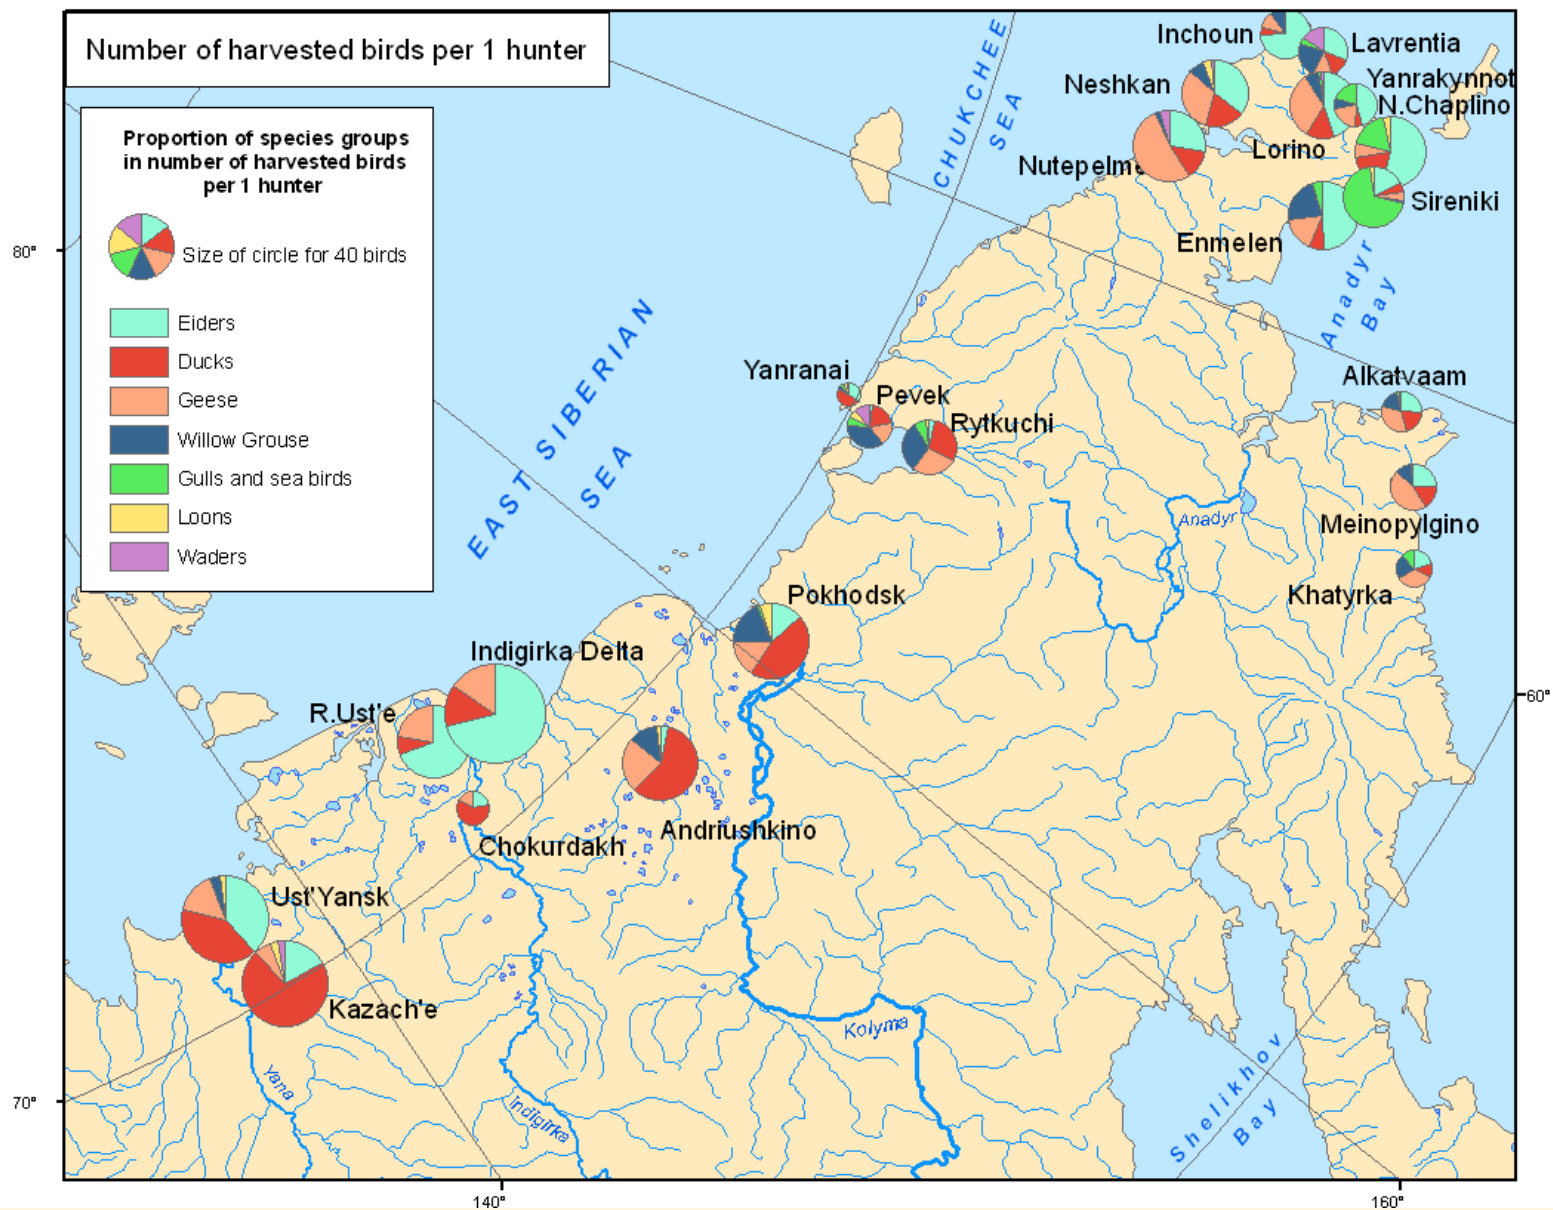 Number of harvested birds per 1 hunter
Proportion of species groups
in number of harvested birds
per 1 hunter
Size of circle for 40 birds
Eiders
Ducks
Geese
Willow Grouse
Gulls and sea birds
Loons
Waders
CHUKCHEE
SEA
EAST SIBERIAN
SEA
Inchoun
Lavrentia
Neshkan
Yanrakynnot
N.Chaplino
Lorino
Nutepelme
Sireniki
Enmelen
Anadyr
Bay
Yanranai
Pevek
Rytkuchi
Alkatvaam
Meinopylgino
Anadyr
Khatyrka
Pokhodsk
Indigirka Delta
R.Ust'e
Chokurdakh
Andriushkino
Ust'Yansk
Kazach'e
Yana
Indigirka
Kolyma
Shelikhov
Bay
80°
70°
60°
140°
160°